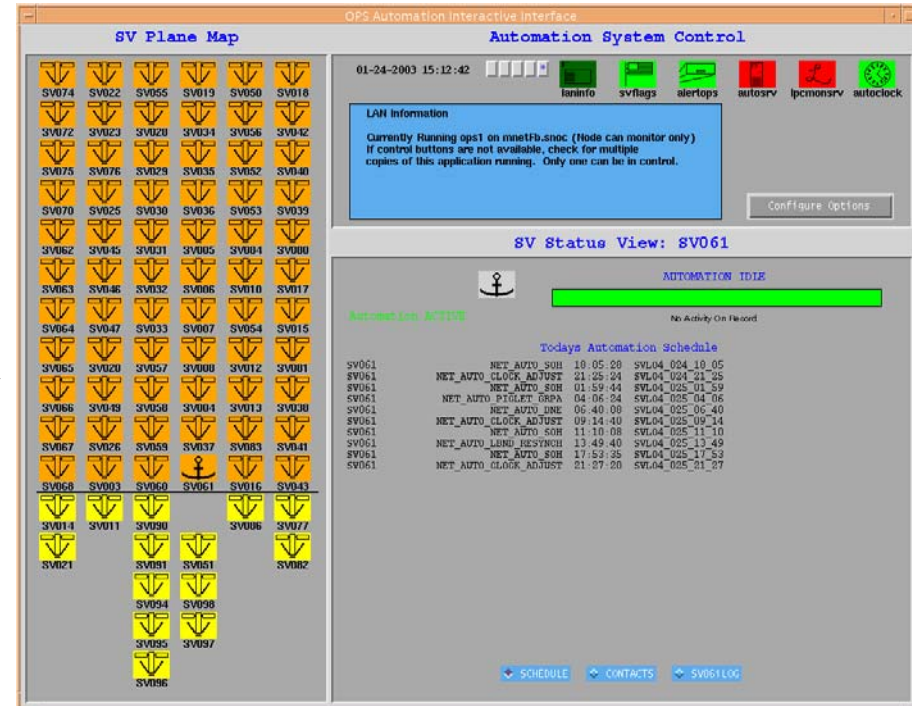 OPS Automation Interactive Interface
SV Plane Map
SV074 SV022 SV055 SV019 SV050 SV018
SV072 SV023 SV020 SV034 SV056 SV042
SV075 SV076 SV029 SV035 SV052 SV040
SV070 SV025 SV030 SV036 SV053 SV039
SV062 SV045 SV031 SV005 SV080
SV063 SV046 SV032 SV006 SV010 SV017
SV064 SV047 SV033 SV007 SV054 SV015
SV065 SV020 SV057 SV008 SV012 SV081
SV066 SV049 SV058 SV004 SV013 SV038
SV067 SV026 SV059 SV037 SV083 SV041
SV068 SV003 SV060 SV061 SV016 SV043
SV014 SV011 SV090 SV086 SV077
SV021 SV091 SV051 SV082
SV094 SV098
SV095 SV097
SV096
Automation System Control
01-24-2003 15:12:42
laninfo svflags alertops autosrv ipcmonsrv autoclock
LAN Information
Currently Running ops1 on mnetFb.snoc (Node can monitor only)
If control buttons are not available, check for multiple
copies of this application running. Only one can be in control.
Configure Options
SV Status View: SV061
AUTOMATION IDLE
Automation ACTIVE
No Activity On Record
Todays Automation Schedule
SV061 NET_AUTO_SOH 18:05:28 SVL04_024_18_05
SV061 NET_AUTO_CLOCK_ADJUST 21:25:24 SVL04_024_21_25
SV061 NET_AUTO_SOH 01:59:44 SVL04_025_01_59
SV061 NET_AUTO_PIGLET_GRPA 04:06:24 SVL04_025_04_06
SV061 NET_AUTO_DNE 06:40:08 SVL04_025_06_40
SV061 NET_AUTO_CLOCK_ADJUST 09:14:40 SVL04_025_09_14
SV061 NET_AUTO_SOH 11:10:08 SVL04_025_11_10
SV061 NET_AUTO_LBND_RESYNCH 13:49:40 SVL04_025_13_49
SV061 NET_AUTO_SOH 17:53:35 SVL04_025_17_53
SV061 NET_AUTO_CLOCK_ADJUST 21:27:20 SVL04_025_21_27
SCHEDULE CONTACTS SV061LOG